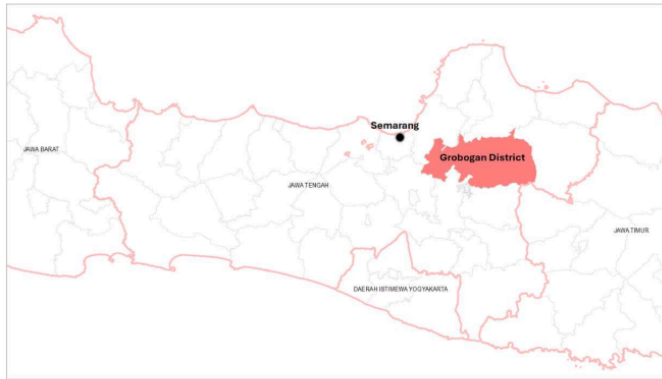 Semarang
Grobogan District
JAWA BARAT
JAWA TENGAH
JAWA TIMUR
DAERAH ISTIMEWA YOGYAKARTA